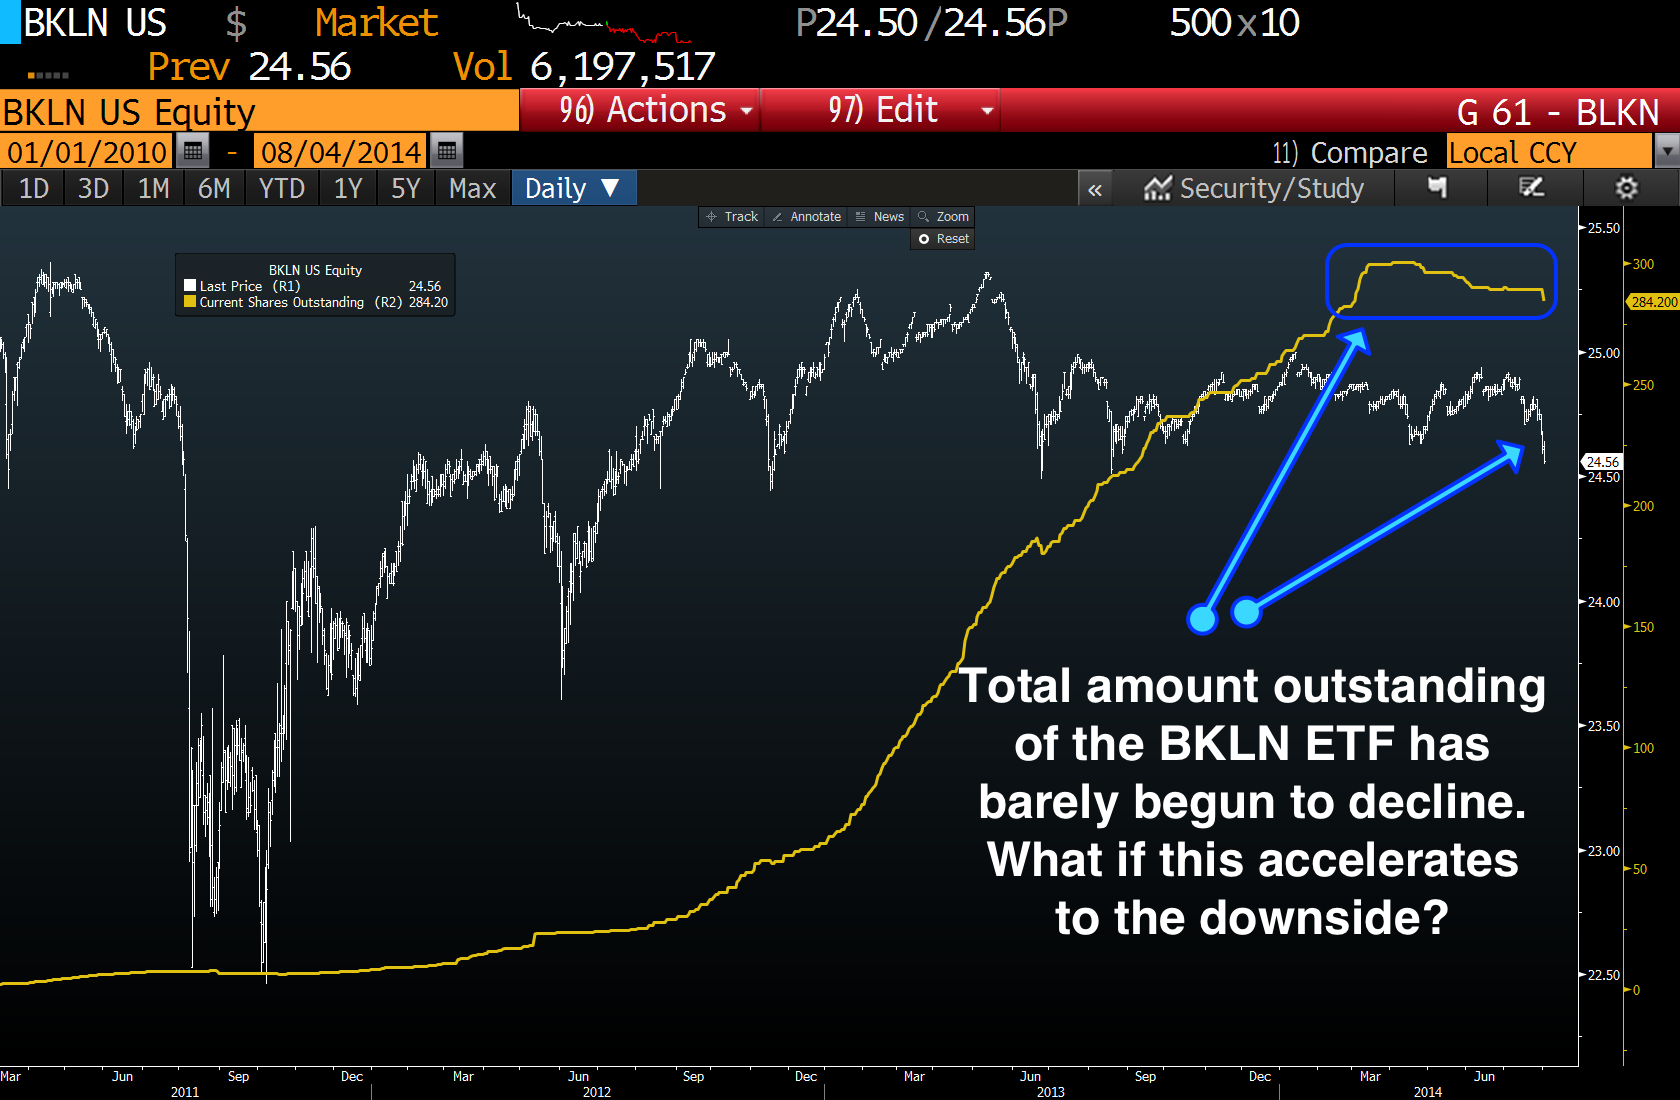 BKLN US $ Market P24.50/24.56P 500x10
Prev 24.56 Vol 6,197,517
BKLN US Equity 96) Actions 97) Edit G 61 - BLKN
01/01/2010 - 08/04/2014 11) Compare Local CCY
1D 3D 1M 6M YTD 1Y 5Y Max Daily ▼ « Security/Study
Track Annotate News Zoom
Reset
BKLN US Equity
Last Price (R1) 24.56
Current Shares Outstanding (R2) 284.20
25.50
300
284.200
25.00
250
24.56
24.50
200
24.00
150
23.50
100
23.00
50
22.50
0
Total amount outstanding
of the BKLN ETF has
barely begun to decline.
What if this accelerates
to the downside?
Mar Jun Sep Dec Mar Jun Sep Dec Mar Jun Sep Dec Mar Jun
2011 2012 2013 2014